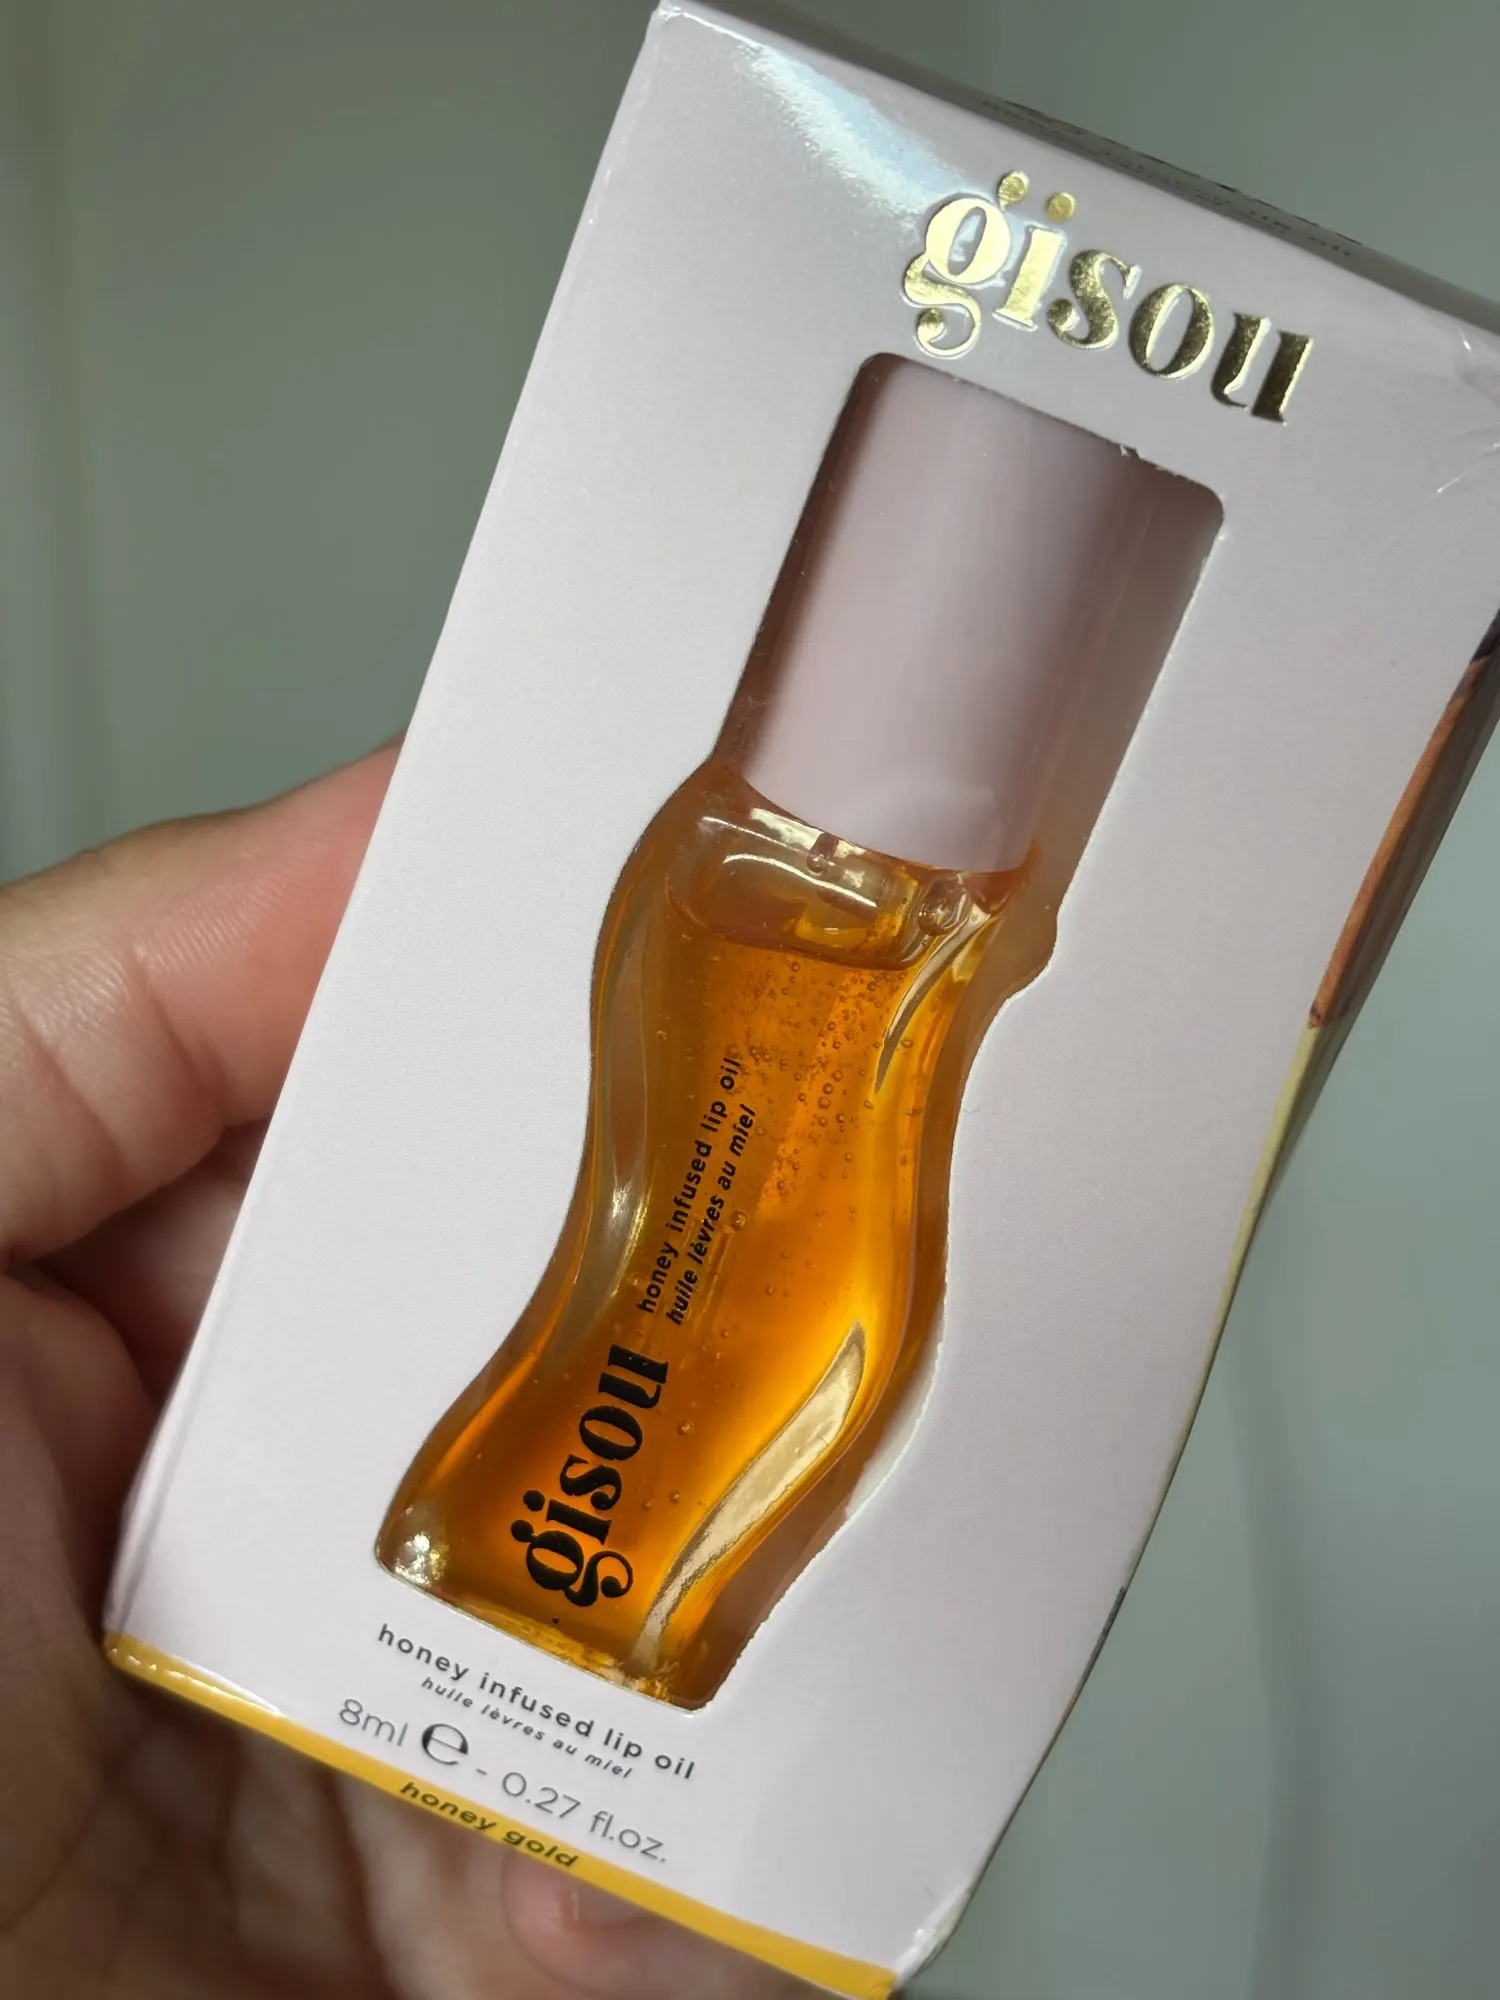 gisou
honey infused lip oil
huile lèvres au miel
gisou
honey infused lip oil
huile lèvres au miel
8ml ℮ - 0.27 fl.oz.
honey gold